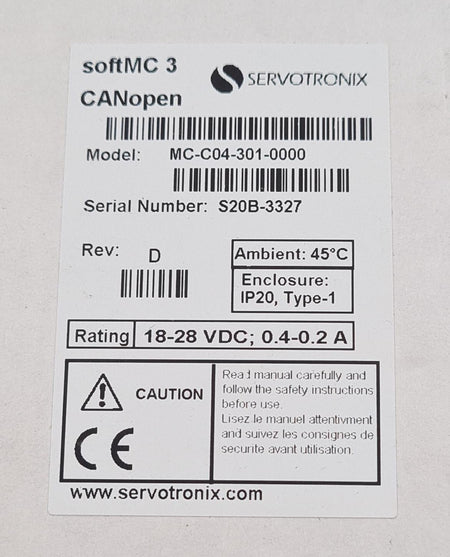 softMC 3
SERVOTRONIX
CANopen
Model: MC-C04-301-0000
Serial Number: S20B-3327
Rev: D
Ambient: 45°C
Enclosure:
IP20, Type-1
Rating 18-28 VDC; 0.4-0.2 A
CAUTION
CE
Read manual carefully and
follow the safety instructions
before use.
Lisez le manuel attentivment
and suivez les consignes de
securite avant utilisation.
www.servotronix.com